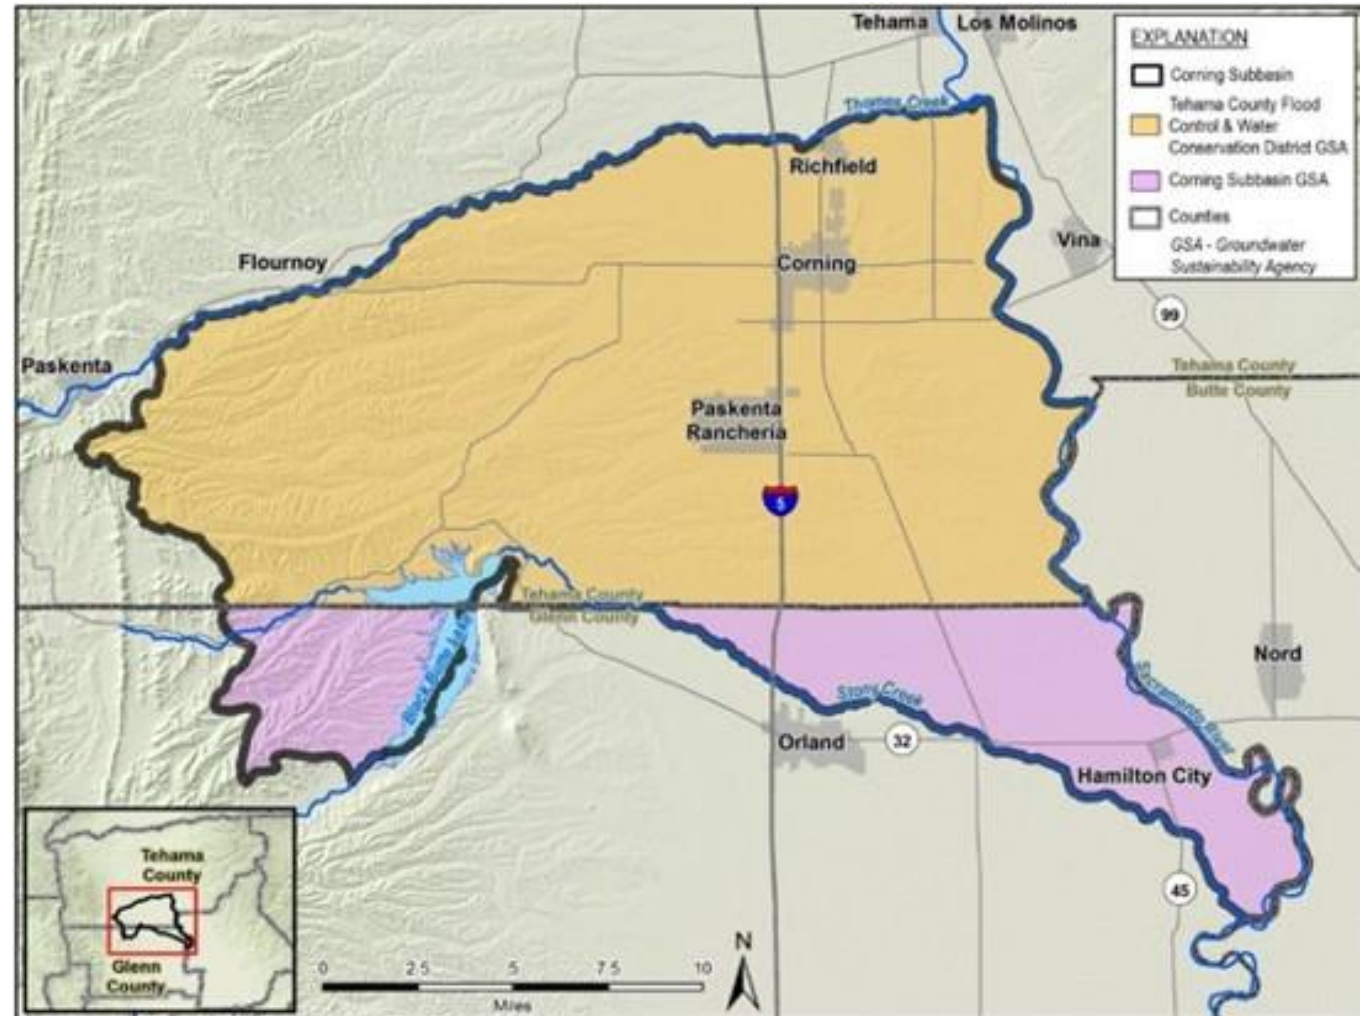 Tehama
Los Molinos
EXPLANATION
Corning Subbasin
Tehama County Flood
Control & Water
Conservation District GSA
Corning Subbasin GSA
Counties
GSA - Groundwater
Sustainability Agency
Thomes Creek
Richfield
Vina
Flournoy
Corning
99
Paskenta
Tehama County
Butte County
Paskenta
Rancheria
5
Tehama County
Glenn County
Black Butte Lake
Nord
Stony Creek
Sacramento River
Orland
32
Hamilton City
45
Tehama
County
Glenn
County
N
0 2.5 5 7.5 10
Miles